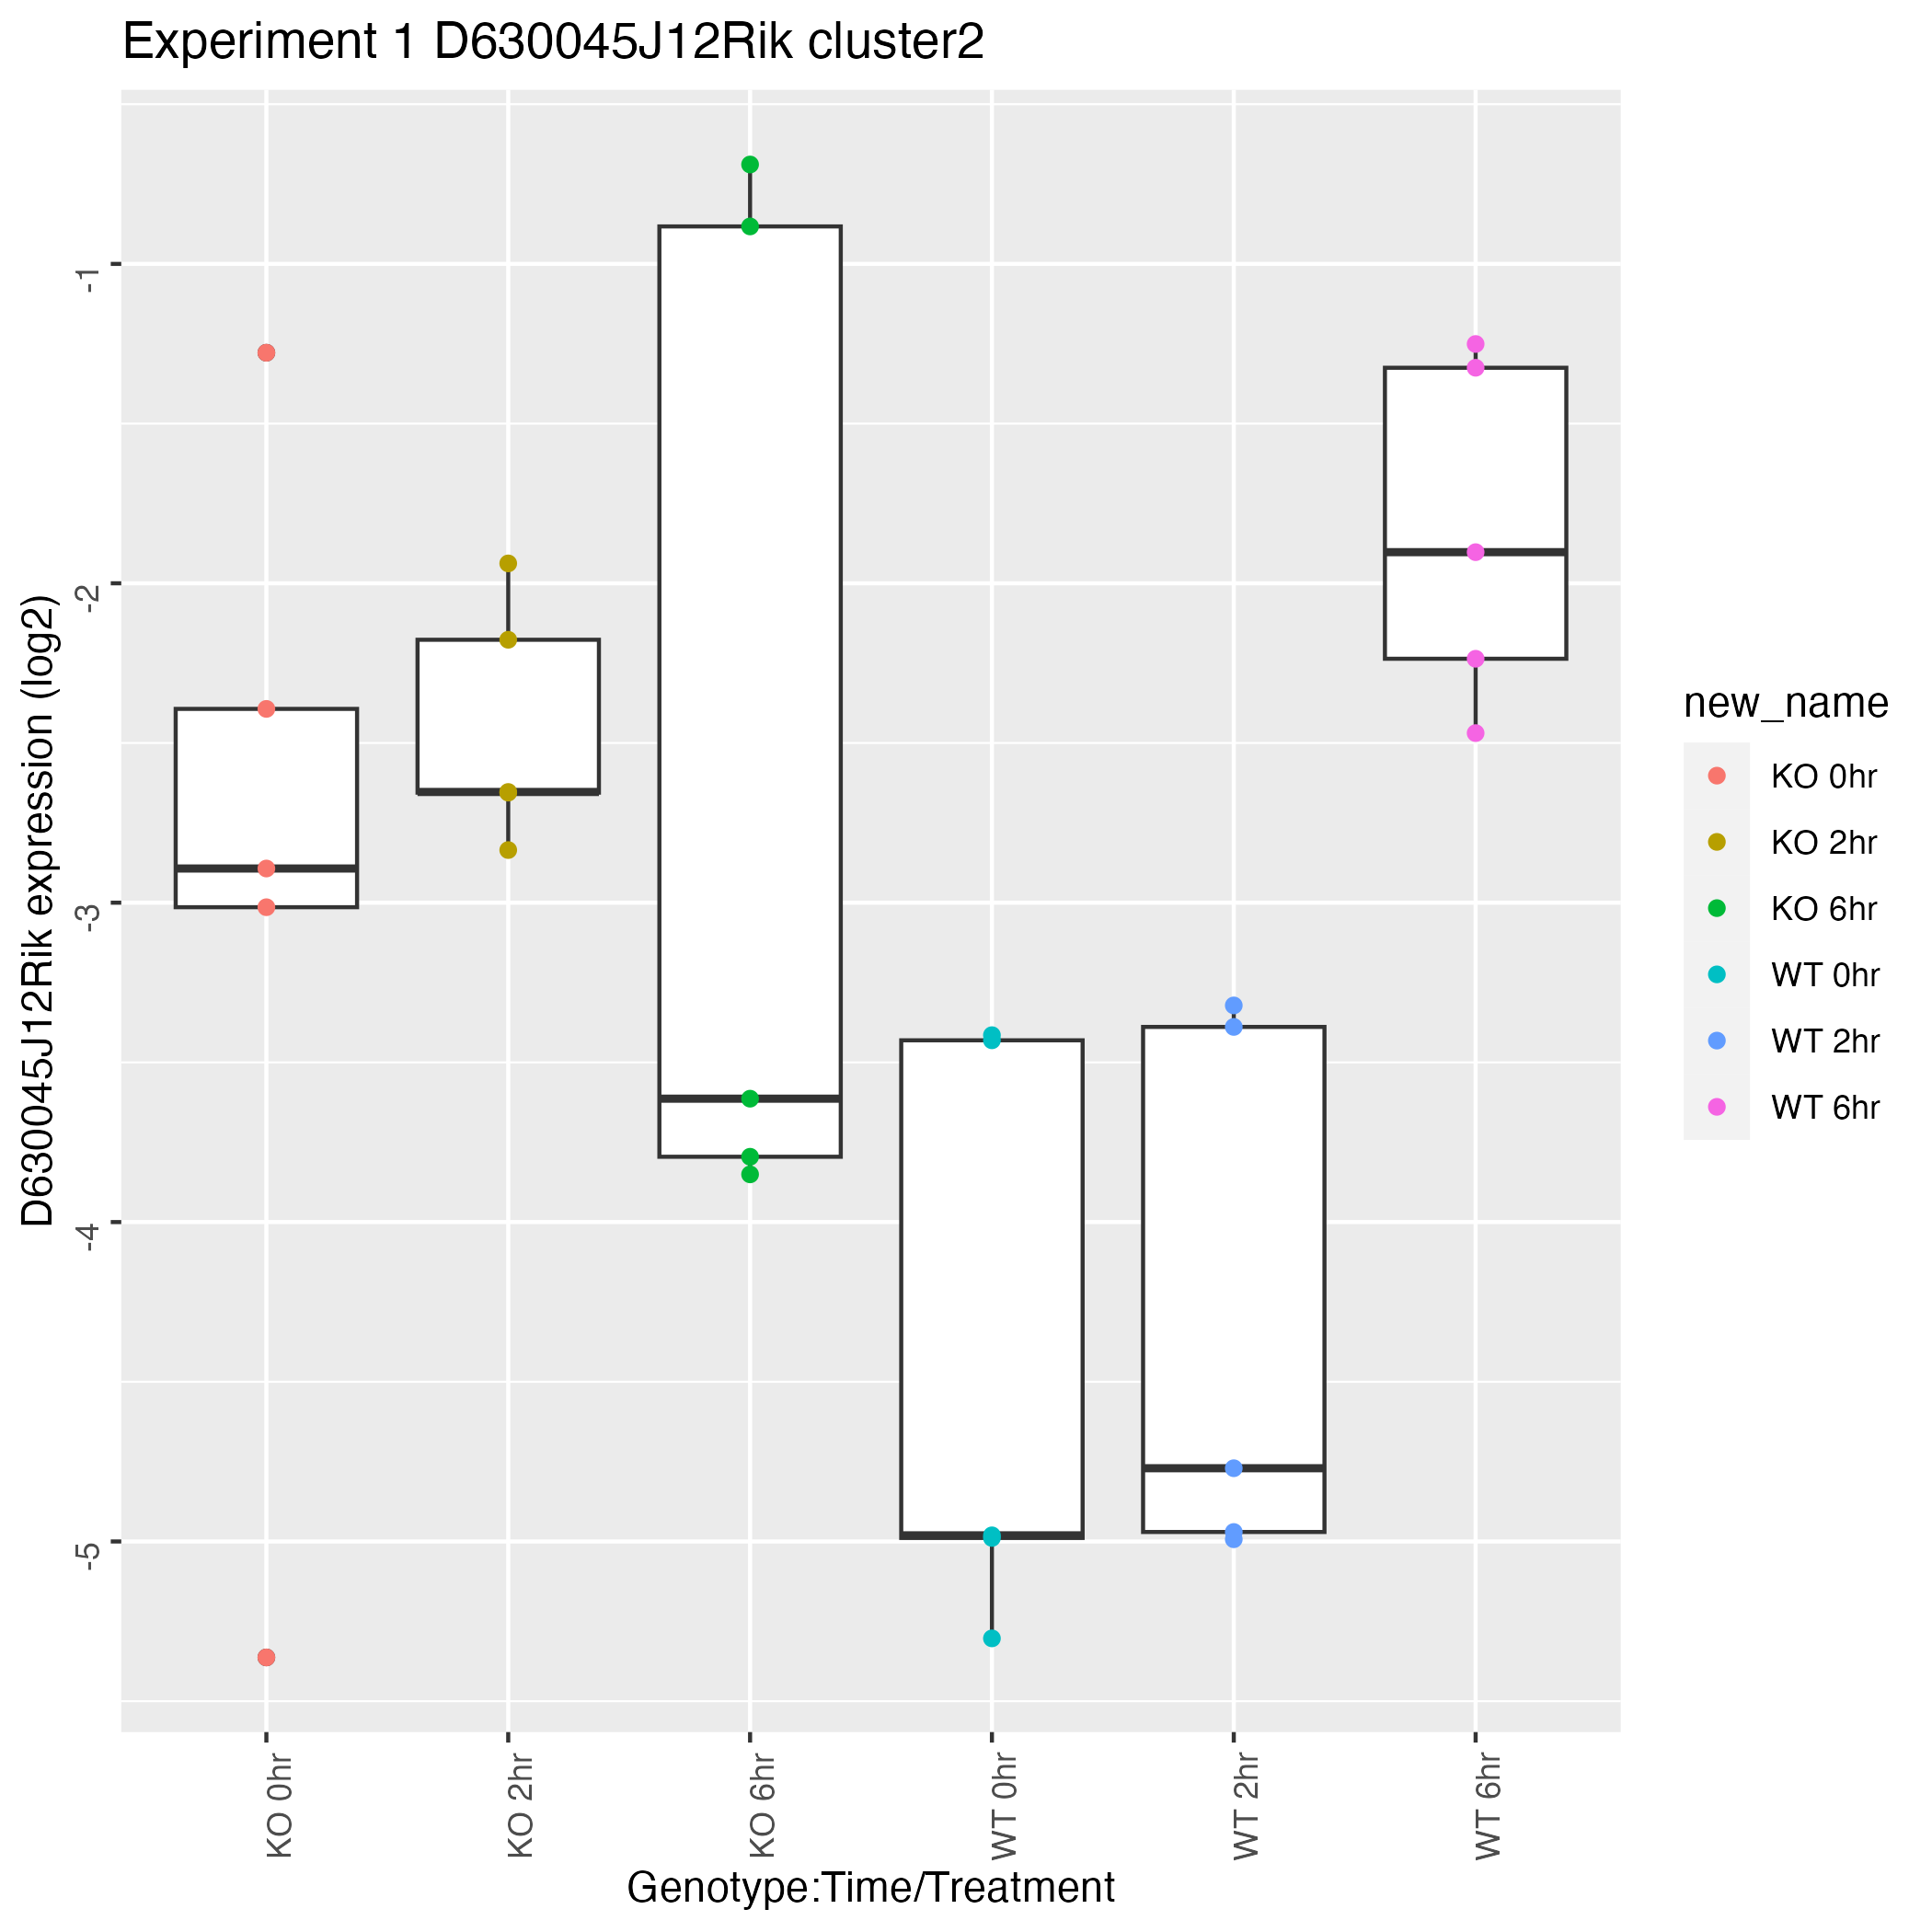 Experiment 1 D630045J12Rik cluster2
D630045J12Rik expression (log2)
-1
-2
-3
-4
-5
KO 0hr
KO 2hr
KO 6hr
WT 0hr
WT 2hr
WT 6hr
Genotype:Time/Treatment
new_name
KO 0hr
KO 2hr
KO 6hr
WT 0hr
WT 2hr
WT 6hr